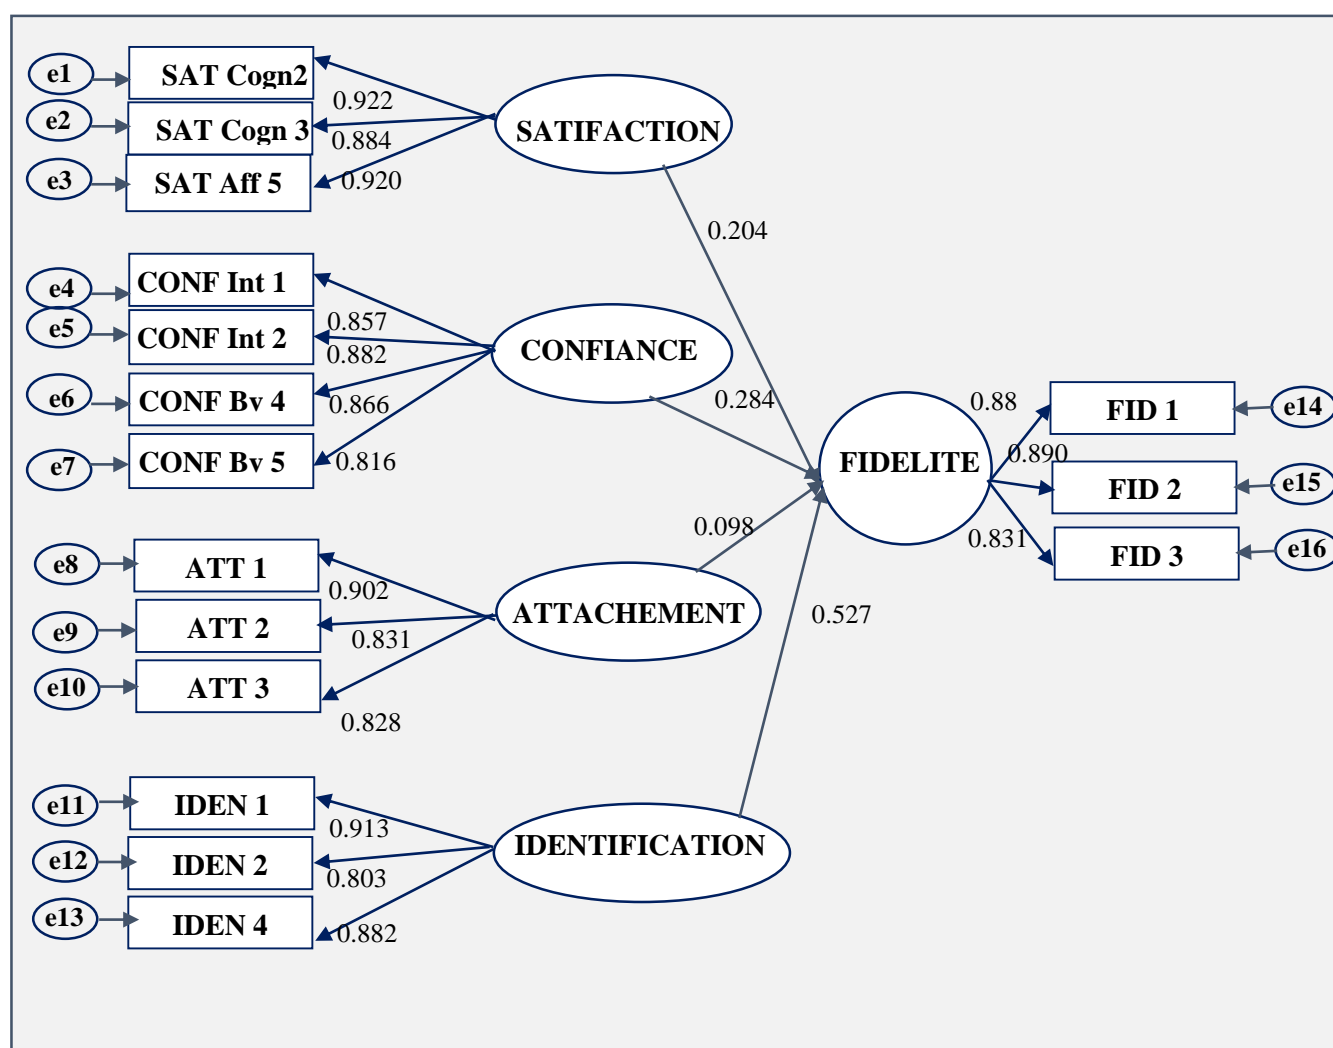 e1
SAT Cogn2
0.922
e2
SAT Cogn 3
0.884
e3
SAT Aff 5
0.920
SATIFACTION
0.204
e4
CONF Int 1
0.857
e5
CONF Int 2
0.882
e6
CONF Bv 4
0.866
e7
CONF Bv 5
0.816
CONFIANCE
0.284
e8
ATT 1
0.902
e9
ATT 2
0.831
e10
ATT 3
0.828
ATTACHEMENT
0.098
e11
IDEN 1
0.913
e12
IDEN 2
0.803
e13
IDEN 4
0.882
IDENTIFICATION
0.527
FIDELITE
0.88
FID 1
e14
0.890
FID 2
e15
0.831
FID 3
e16